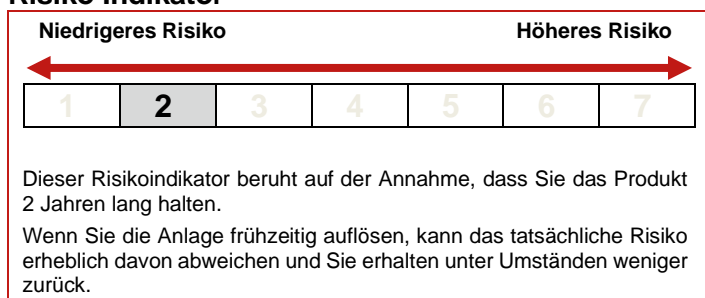 Risiko-Indikator
Niedrigeres Risiko Höheres Risiko
1 2 3 4 5 6 7
Dieser Risikoindikator beruht auf der Annahme, dass Sie das Produkt
2 Jahren lang halten.
Wenn Sie die Anlage frühzeitig auflösen, kann das tatsächliche Risiko
erheblich davon abweichen und Sie erhalten unter Umständen weniger
zurück.